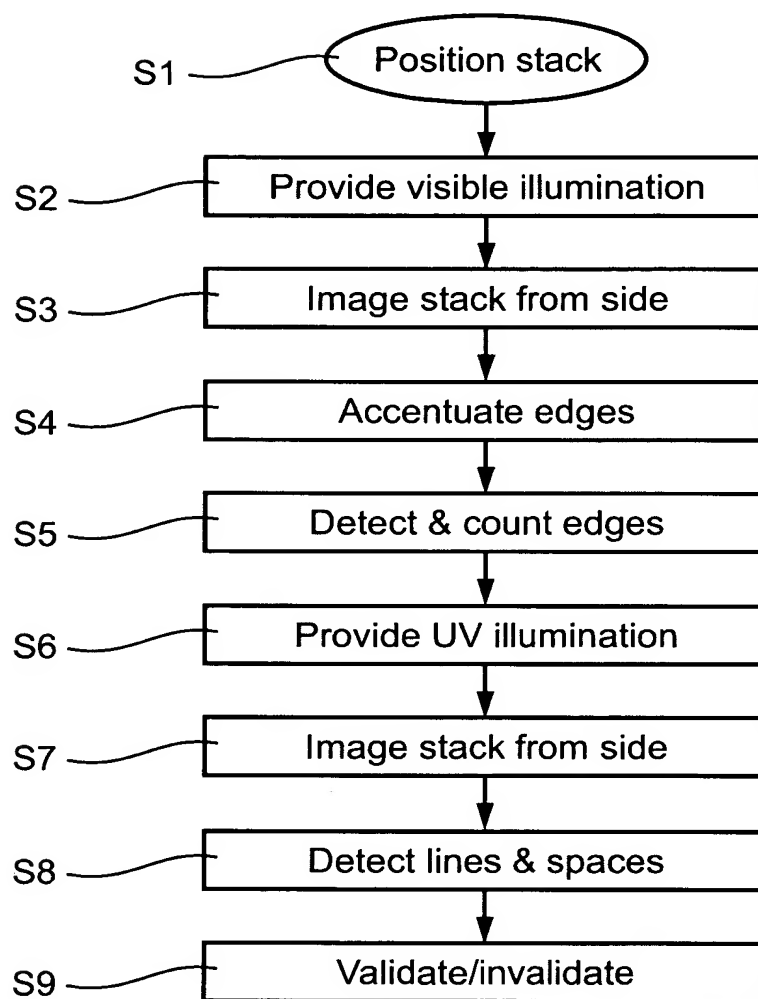 S1 Position stack
S2 Provide visible illumination
S3 Image stack from side
S4 Accentuate edges
S5 Detect & count edges
S6 Provide UV illumination
S7 Image stack from side
S8 Detect lines & spaces
S9 Validate/invalidate